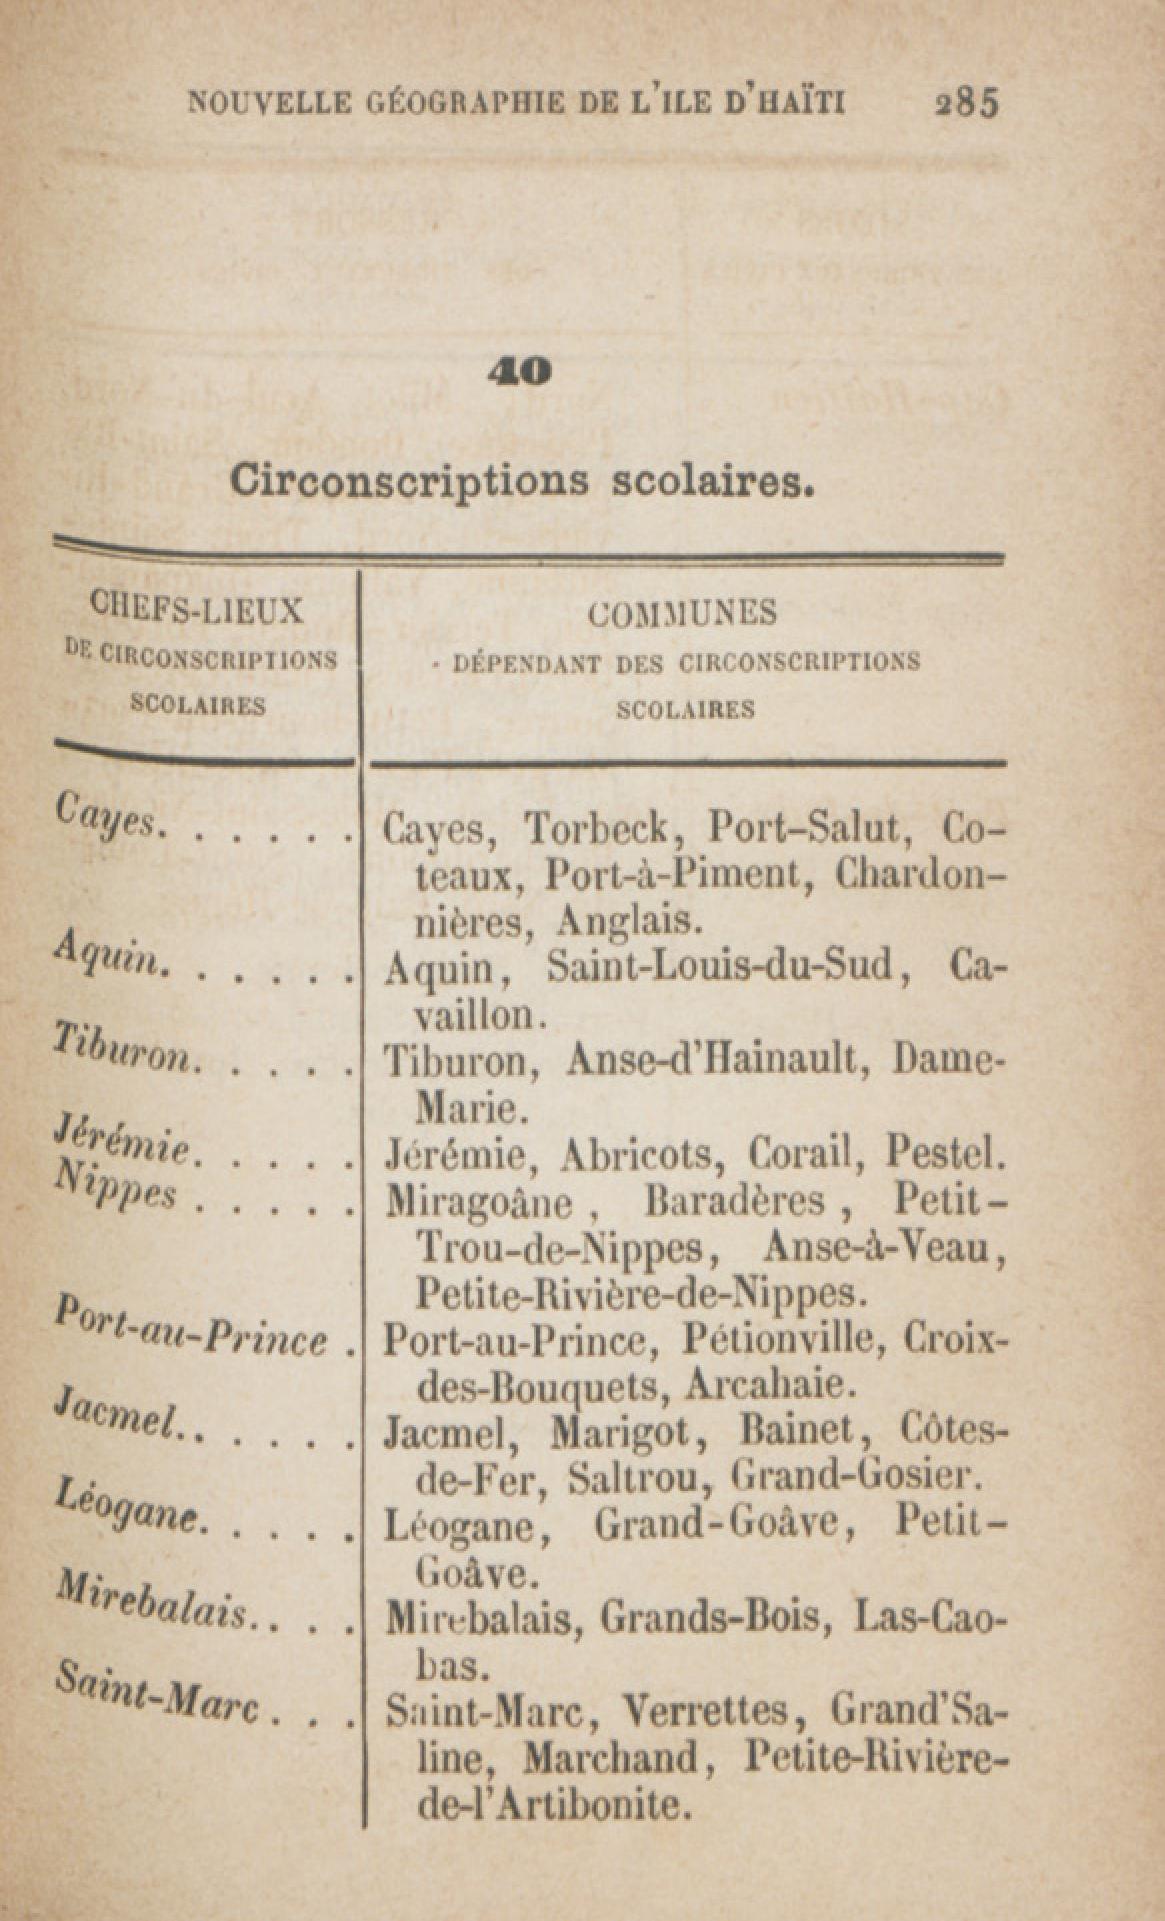 NOUVELLE GÉOGRAPHIE DE L'ILE D'HAÏTI 285
40
Circonscriptions scolaires.
CHEFS-LIEUX
DE CIRCONSCRIPTIONS
SCOLAIRES
COMMUNES
DÉPENDANT DES CIRCONSCRIPTIONS
SCOLAIRES
Cayes. . . . . . . Cayes, Torbeck, Port-Salut, Co-
teaux, Port-à-Piment, Chardon-
nières, Anglais.
Aquin. . . . . . Aquin, Saint-Louis-du-Sud, Ca-
vaillon.
Tiburon. . . . . Tiburon, Anse-d'Hainault, Dame-
Marie.
Jérémie. . . . . Jérémie, Abricots, Corail, Pestel.
Nippes . . . . . Miragoâne, Baradères, Petit-
Trou-de-Nippes, Anse-à-Veau,
Petite-Rivière-de-Nippes.
Port-au-Prince . Port-au-Prince, Pétionville, Croix-
des-Bouquets, Arcahaie.
Jacmel.. . . . . Jacmel, Marigot, Bainet, Côtes-
de-Fer, Saltrou, Grand-Gosier.
Léogane. . . . . Léogane, Grand-Goâve, Petit-
Goâve.
Mirebalais.. . . Mirebalais, Grands-Bois, Las-Cao-
bas.
Saint-Marc . . . Saint-Marc, Verrettes, Grand'Sa-
line, Marchand, Petite-Rivière-
de-l'Artibonite.